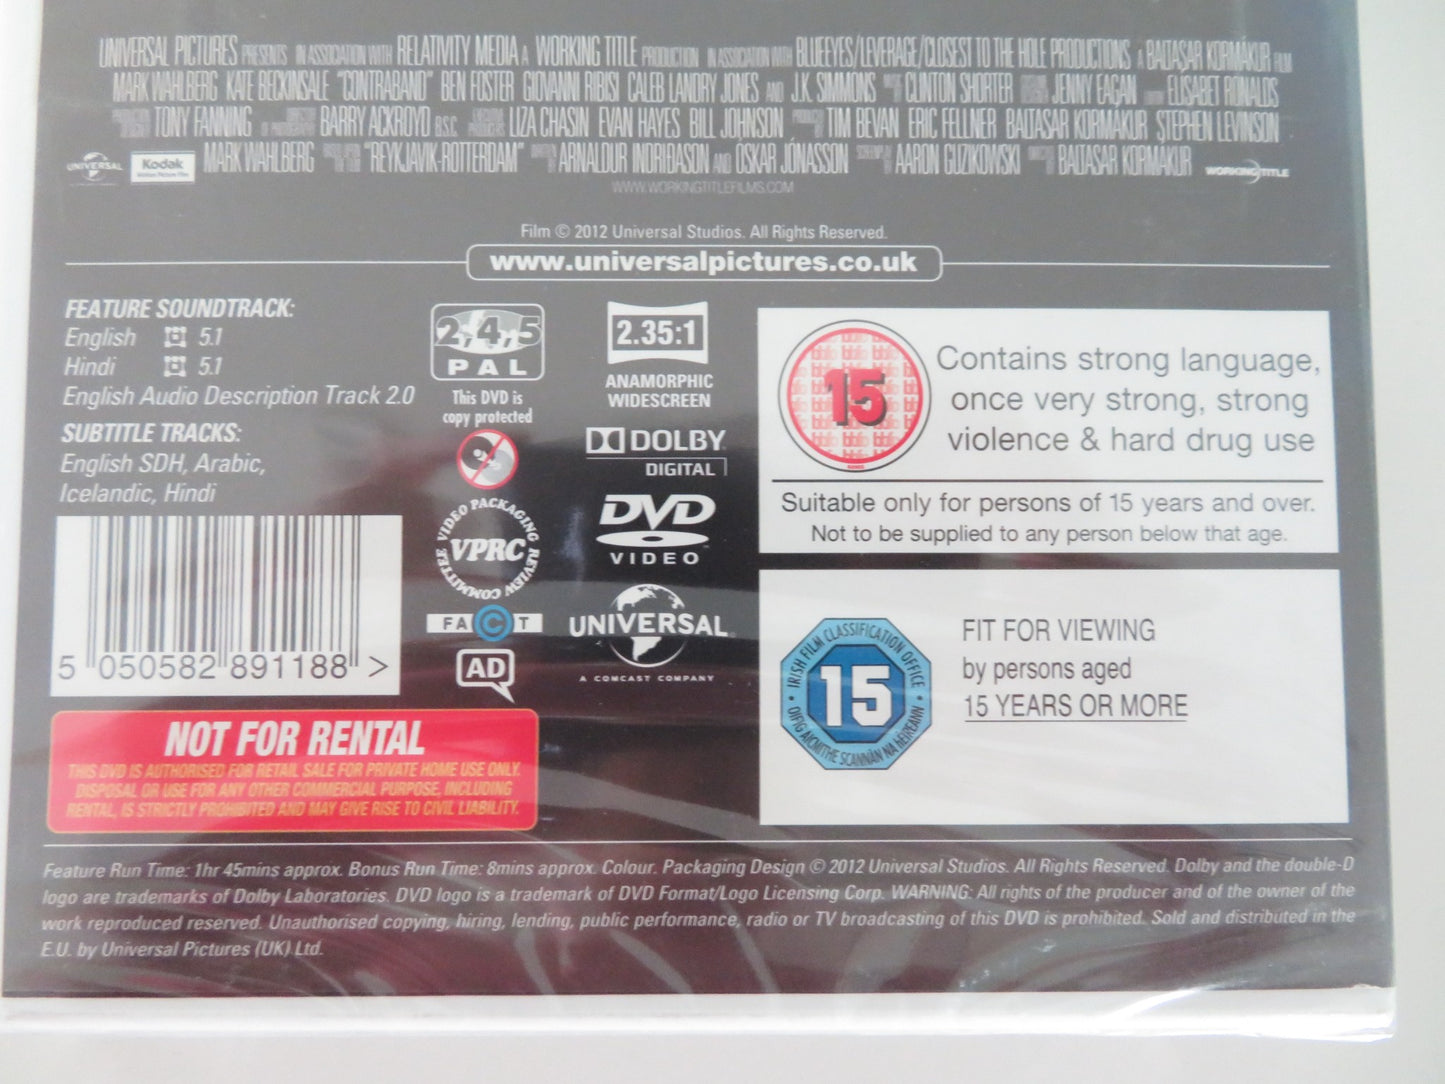 UNIVERSAL PICTURES PRESENTS IN ASSOCIATION WITH RELATIVITY MEDIA A WORKING TITLE PRODUCTION IN ASSOCIATION WITH BLUEEYES/LEVERAGE/CLOSEST TO THE HOLE PRODUCTIONS A BALTASAR KORMÁKUR FILM
MARK WAHLBERG KATE BECKINSALE "CONTRABAND" BEN FOSTER GIOVANNI RIBISI CALEB LANDRY JONES AND J.K. SIMMONS CLINTON SHORTER JENNY EAGAN ELÍSABET RONALDS
TONY FANNING BARRY ACKROYD B.S.C. LIZA CHASIN EVAN HAYES BILL JOHNSON TIM BEVAN ERIC FELLNER BALTASAR KORMÁKUR STEPHEN LEVINSON
MARK WAHLBERG "REYKJAVIK-ROTTERDAM" ARNALDUR INDRIÐASON AND ÓSKAR JÓNASSON AARON GUZIKOWSKI BALTASAR KORMÁKUR
UNIVERSAL
Kodak
Motion Picture Film
WORKING TITLE
WWW.WORKINGTITLEFILMS.COM
Film © 2012 Universal Studios. All Rights Reserved.
www.universalpictures.co.uk
FEATURE SOUNDTRACK:
English 5.1
Hindi 5.1
English Audio Description Track 2.0
SUBTITLE TRACKS:
English SDH, Arabic,
Icelandic, Hindi
5 050582 891188 >
2,4,5
PAL
This DVD is
copy protected
VIDEO PACKAGING REVIEW COMMITTEE
VPRC
FACT
AD
2.35:1
ANAMORPHIC
WIDESCREEN
DOLBY
DIGITAL
DVD
VIDEO
UNIVERSAL
A COMCAST COMPANY
15
Contains strong language,
once very strong, strong
violence & hard drug use
Suitable only for persons of 15 years and over.
Not to be supplied to any person below that age.
IRISH FILM CLASSIFICATION OFFICE
15
OIFIG AICMITHE SCANNÁN NA HÉIREANN
FIT FOR VIEWING
by persons aged
15 YEARS OR MORE
NOT FOR RENTAL
THIS DVD IS AUTHORISED FOR RETAIL SALE FOR PRIVATE HOME USE ONLY.
DISPOSAL OR USE FOR ANY OTHER COMMERCIAL PURPOSE, INCLUDING
RENTAL, IS STRICTLY PROHIBITED AND MAY GIVE RISE TO CIVIL LIABILITY.
Feature Run Time: 1hr 45mins approx. Bonus Run Time: 8mins approx. Colour. Packaging Design © 2012 Universal Studios. All Rights Reserved. Dolby and the double-D
logo are trademarks of Dolby Laboratories. DVD logo is a trademark of DVD Format/Logo Licensing Corp. WARNING: All rights of the producer and of the owner of the
work reproduced reserved. Unauthorised copying, hiring, lending, public performance, radio or TV broadcasting of this DVD is prohibited. Sold and distributed in the
E.U. by Universal Pictures (UK) Ltd.